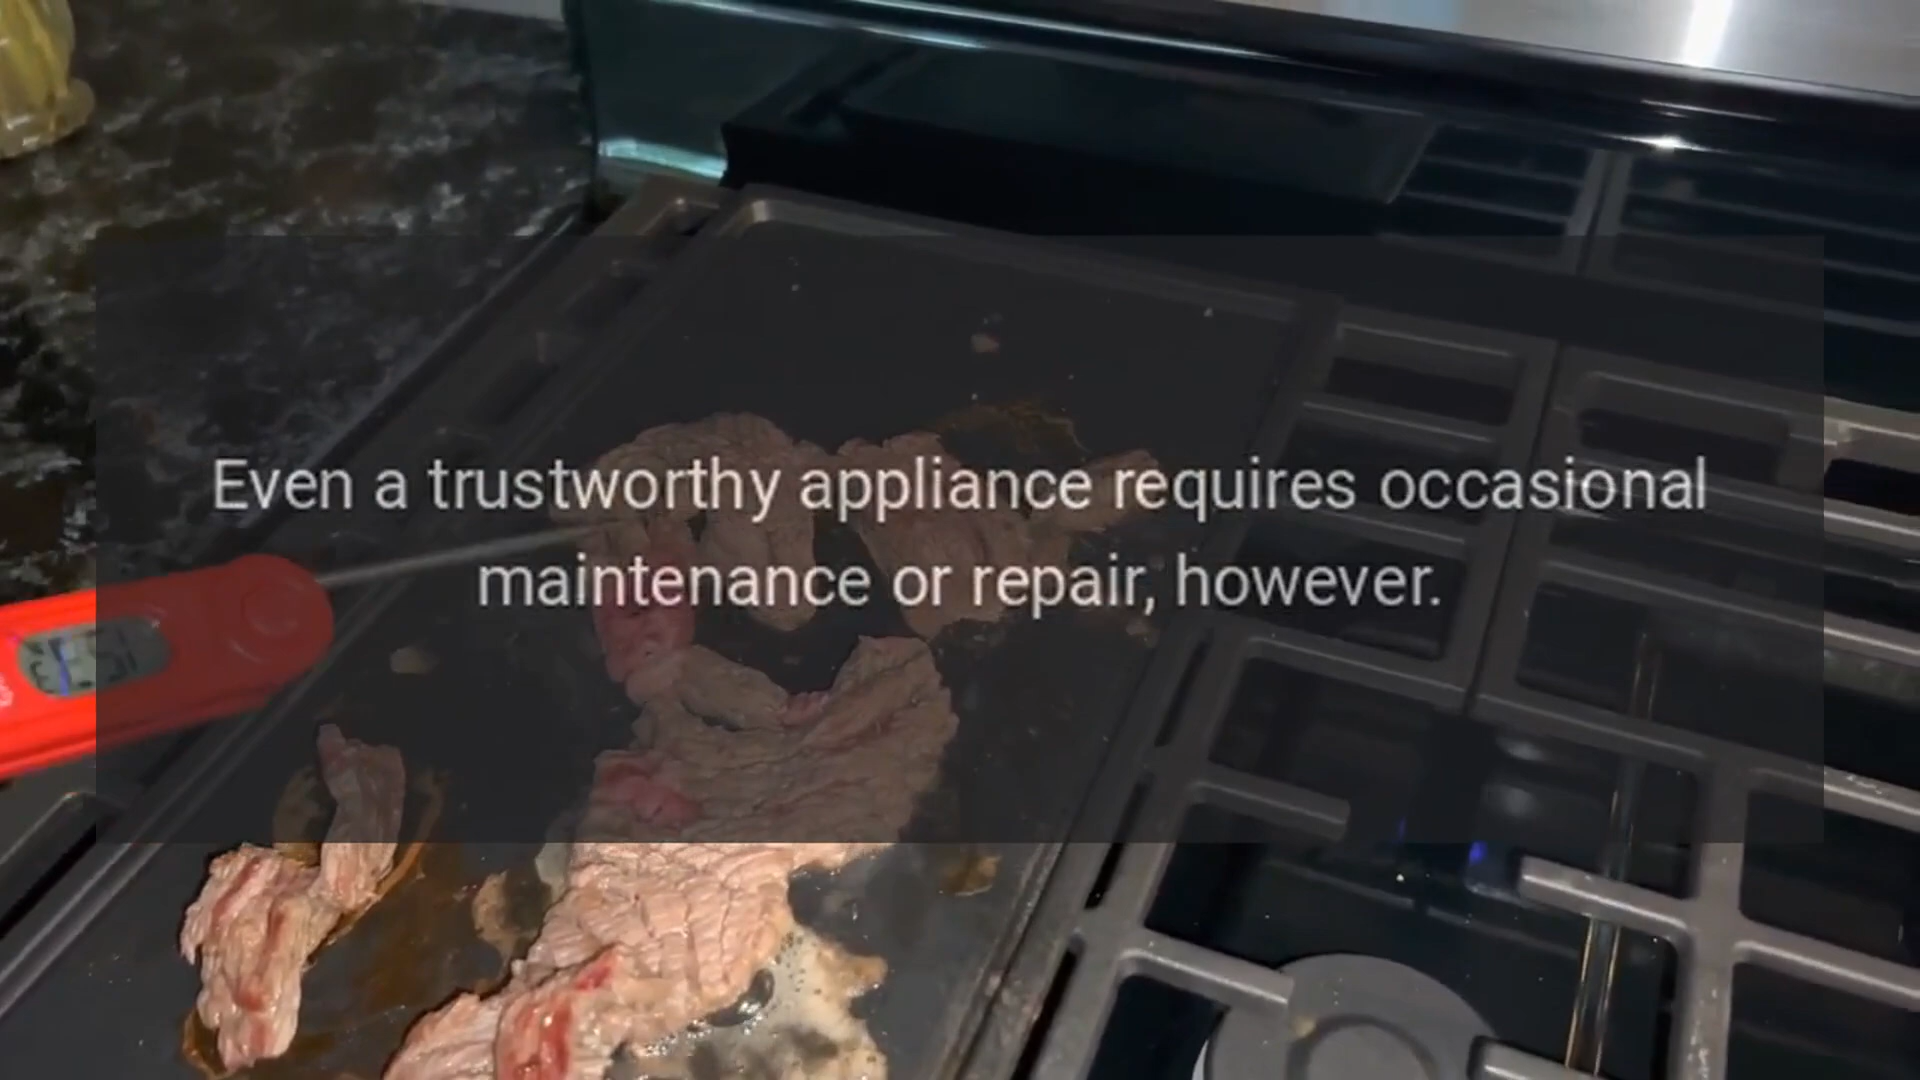 Even a trustworthy appliance requires occasional
maintenance or repair, however.